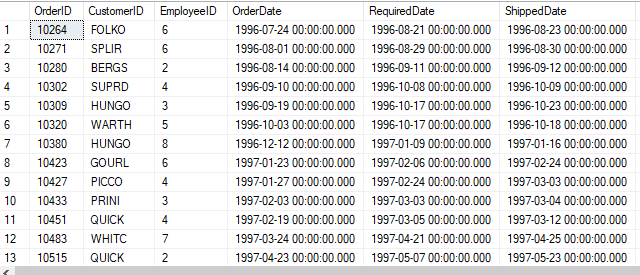 OrderID CustomerID EmployeeID OrderDate RequiredDate ShippedDate
1 10264 FOLKO 6 1996-07-24 00:00:00.000 1996-08-21 00:00:00.000 1996-08-23 00:00:00.000
2 10271 SPLIR 6 1996-08-01 00:00:00.000 1996-08-29 00:00:00.000 1996-08-30 00:00:00.000
3 10280 BERGS 2 1996-08-14 00:00:00.000 1996-09-11 00:00:00.000 1996-09-12 00:00:00.000
4 10302 SUPRD 4 1996-09-10 00:00:00.000 1996-10-08 00:00:00.000 1996-10-09 00:00:00.000
5 10309 HUNGO 3 1996-09-19 00:00:00.000 1996-10-17 00:00:00.000 1996-10-23 00:00:00.000
6 10320 WARTH 5 1996-10-03 00:00:00.000 1996-10-17 00:00:00.000 1996-10-18 00:00:00.000
7 10380 HUNGO 8 1996-12-12 00:00:00.000 1997-01-09 00:00:00.000 1997-01-16 00:00:00.000
8 10423 GOURL 6 1997-01-23 00:00:00.000 1997-02-06 00:00:00.000 1997-02-24 00:00:00.000
9 10427 PICCO 4 1997-01-27 00:00:00.000 1997-02-24 00:00:00.000 1997-03-03 00:00:00.000
10 10433 PRINI 3 1997-02-03 00:00:00.000 1997-03-03 00:00:00.000 1997-03-04 00:00:00.000
11 10451 QUICK 4 1997-02-19 00:00:00.000 1997-03-05 00:00:00.000 1997-03-12 00:00:00.000
12 10483 WHITC 7 1997-03-24 00:00:00.000 1997-04-21 00:00:00.000 1997-04-25 00:00:00.000
13 10515 QUICK 2 1997-04-23 00:00:00.000 1997-05-07 00:00:00.000 1997-05-23 00:00:00.000